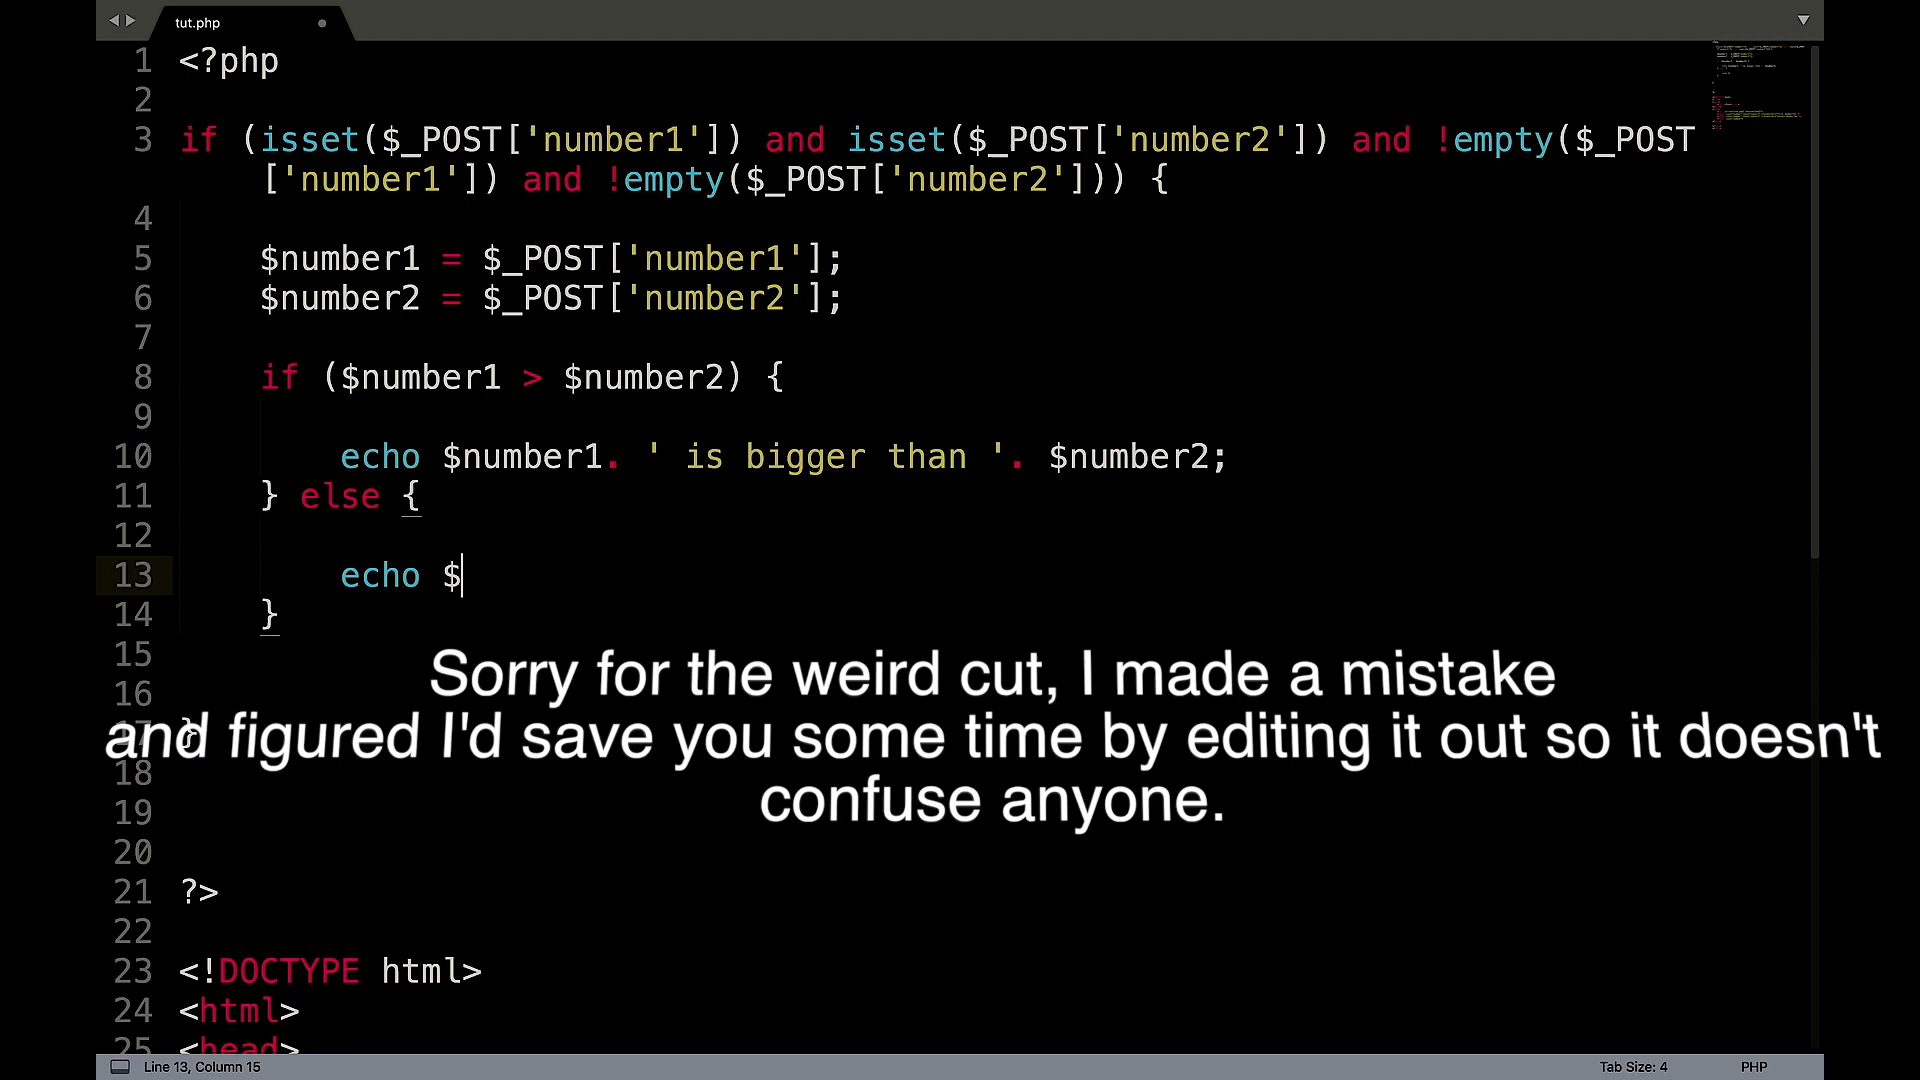 tut.php
1 <?php
2
3 if (isset($_POST['number1']) and isset($_POST['number2']) and !empty($_POST
['number1']) and !empty($_POST['number2'])) {
4
5 $number1 = $_POST['number1'];
6 $number2 = $_POST['number2'];
7
8 if ($number1 > $number2) {
9
10 echo $number1. ' is bigger than '. $number2;
11 } else {
12
13 echo $
14 }
15
Sorry for the weird cut, I made a mistake
16
17 }
and figured I'd save you some time by editing it out so it doesn't
18
confuse anyone.
19
20
21 ?>
22
23 <!DOCTYPE html>
24 <html>
25 <head>
Line 13, Column 15
Tab Size: 4
PHP